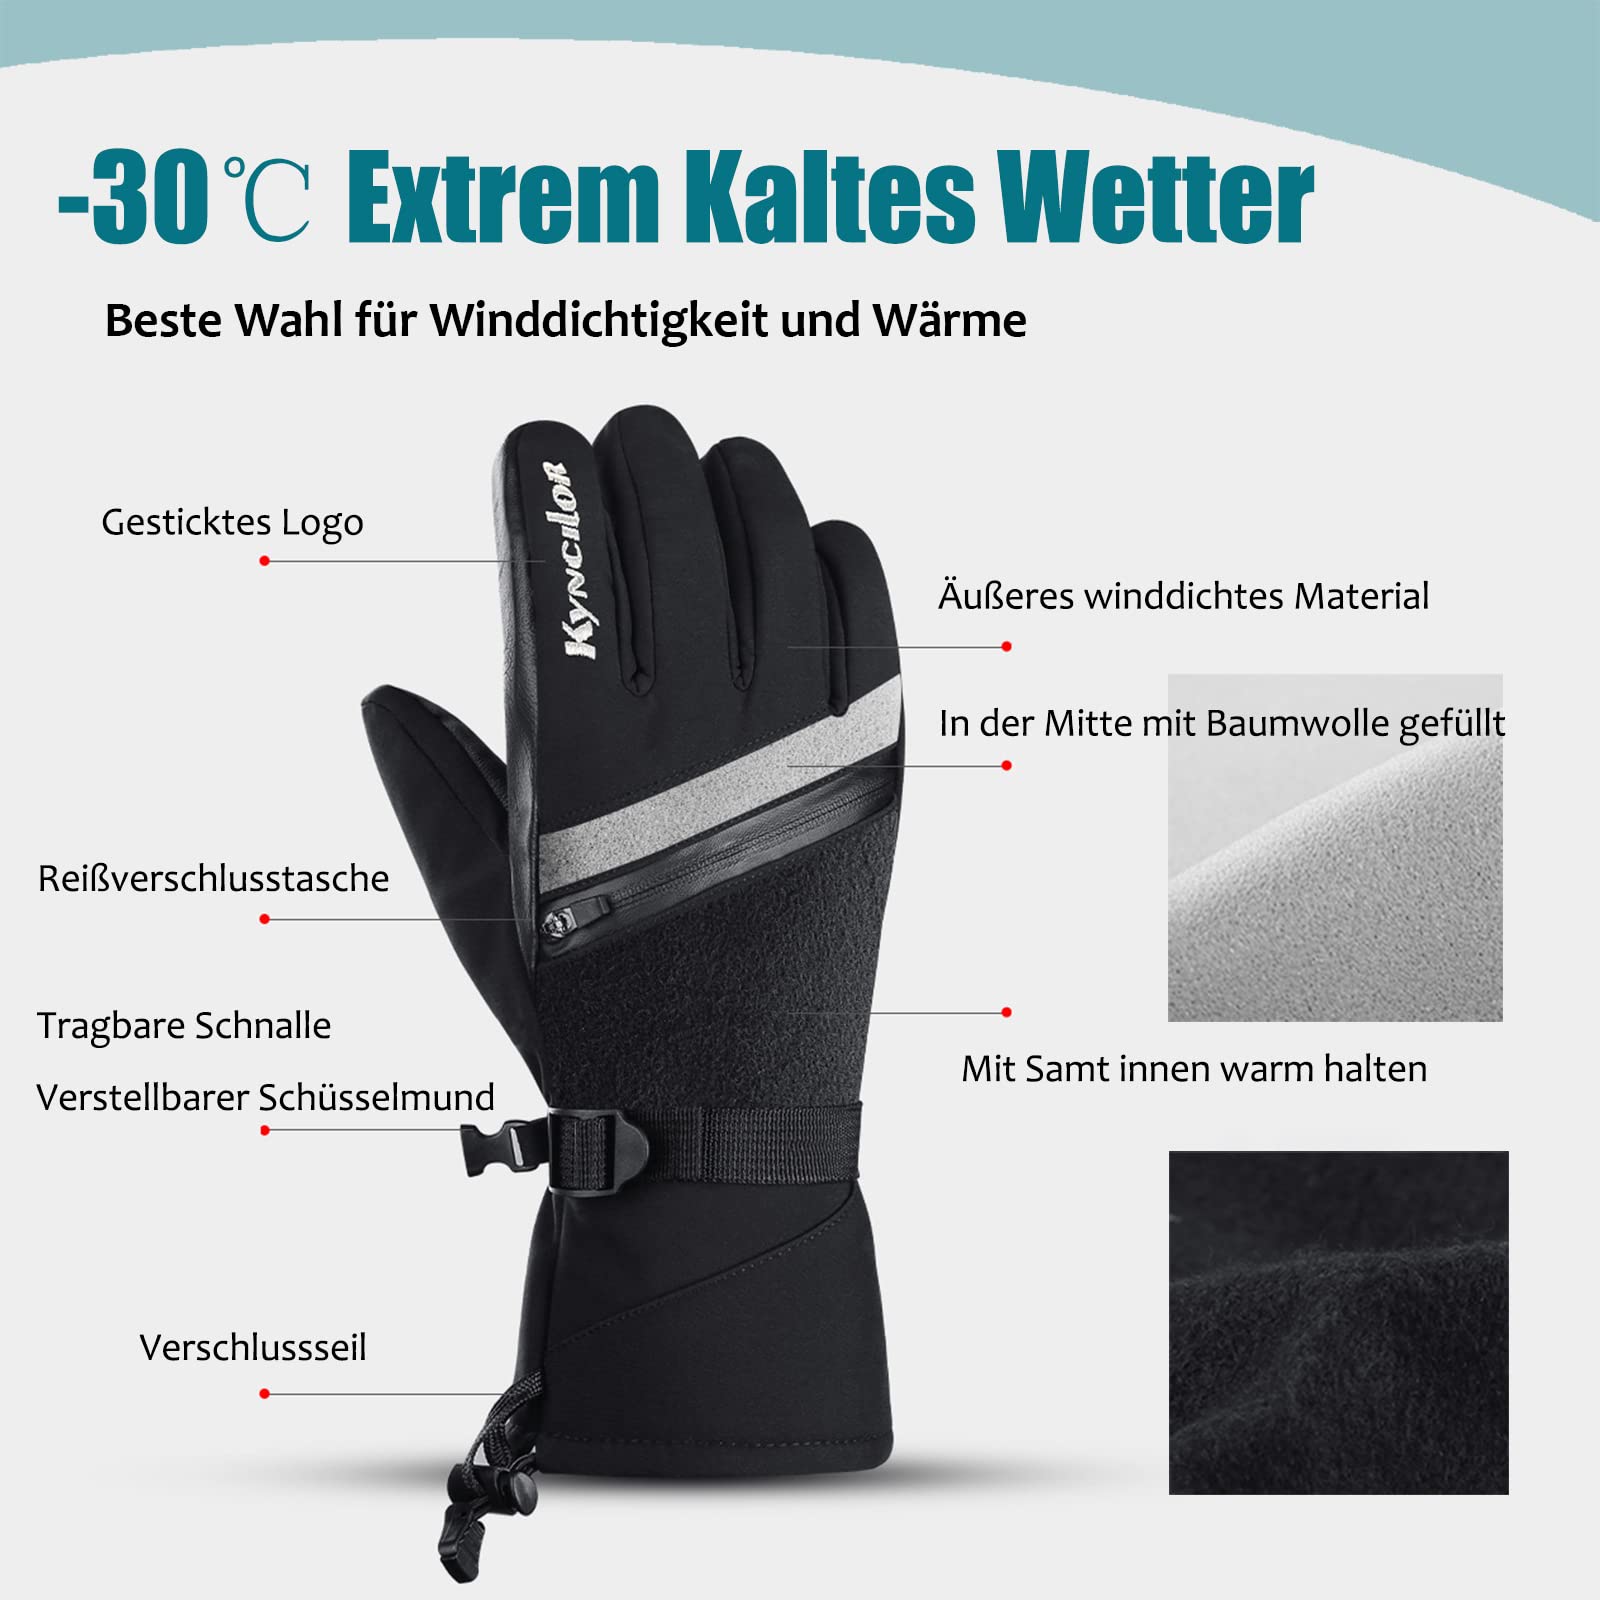 -30℃ Extrem Kaltes Wetter
Beste Wahl für Winddichtigkeit und Wärme
KyncıloR
Gesticktes Logo
Äußeres winddichtes Material
In der Mitte mit Baumwolle gefüllt
Reißverschlusstasche
Tragbare Schnalle
Mit Samt innen warm halten
Verstellbarer Schüsselmund
Verschlussseil